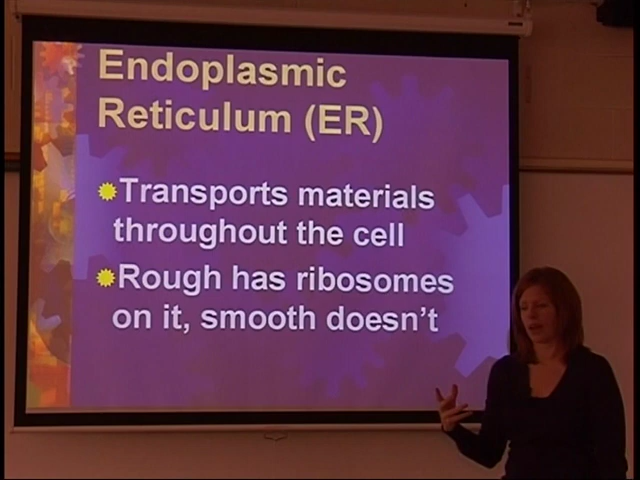 Endoplasmic
Reticulum (ER)
Transports materials
throughout the cell
Rough has ribosomes
on it, smooth doesn't